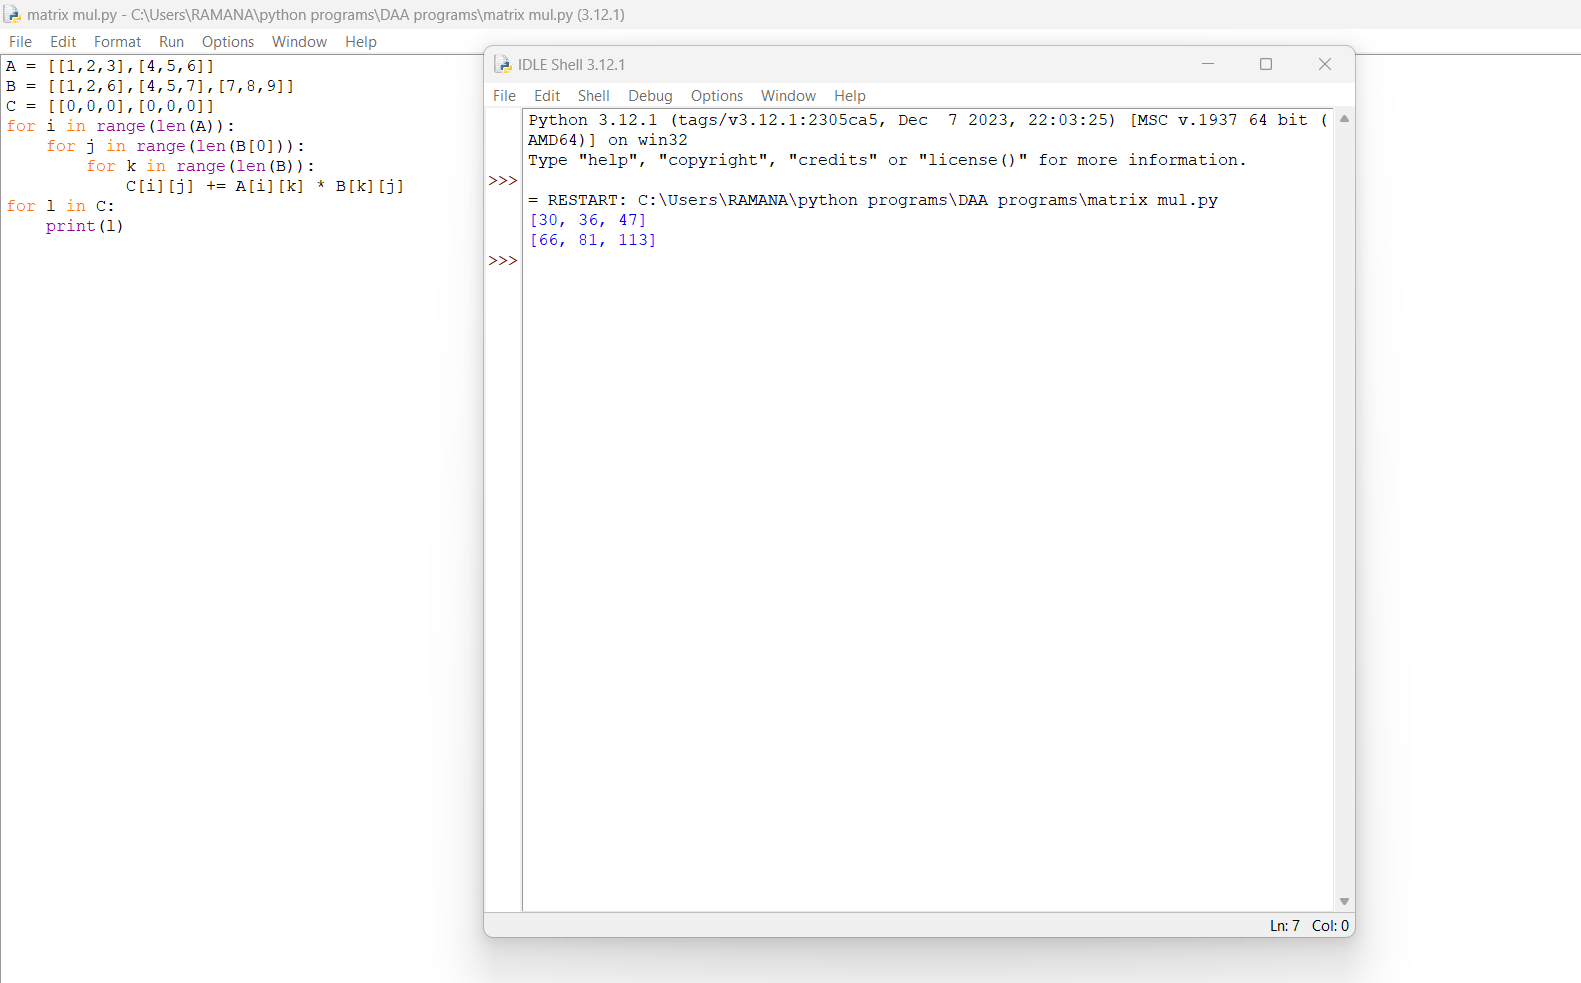 matrix mul.py - C:\Users\RAMANA\python programs\DAA programs\matrix mul.py (3.12.1)
File Edit Format Run Options Window Help
A = [[1,2,3],[4,5,6]]
B = [[1,2,6],[4,5,7],[7,8,9]]
C = [[0,0,0],[0,0,0]]
for i in range(len(A)):
    for j in range(len(B[0])):
        for k in range(len(B)):
            C[i][j] += A[i][k] * B[k][j]
for l in C:
    print(l)
IDLE Shell 3.12.1
File Edit Shell Debug Options Window Help
Python 3.12.1 (tags/v3.12.1:2305ca5, Dec  7 2023, 22:03:25) [MSC v.1937 64 bit (
AMD64)] on win32
Type "help", "copyright", "credits" or "license()" for more information.
>>>
= RESTART: C:\Users\RAMANA\python programs\DAA programs\matrix mul.py
[30, 36, 47]
[66, 81, 113]
>>>
Ln: 7 Col: 0